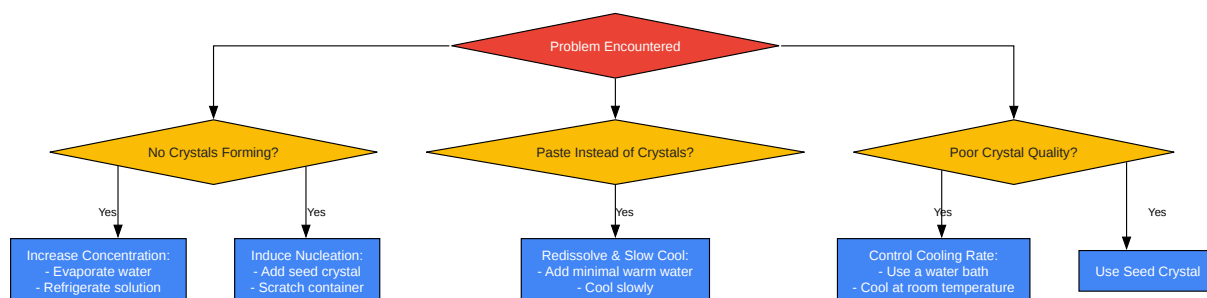 Problem Encountered
No Crystals Forming?
Paste Instead of Crystals?
Poor Crystal Quality?
Yes
Yes
Yes
Yes
Yes
Increase Concentration:
- Evaporate water
- Refrigerate solution
Induce Nucleation:
- Add seed crystal
- Scratch container
Redissolve & Slow Cool:
- Add minimal warm water
- Cool slowly
Control Cooling Rate:
- Use a water bath
- Cool at room temperature
Use Seed Crystal